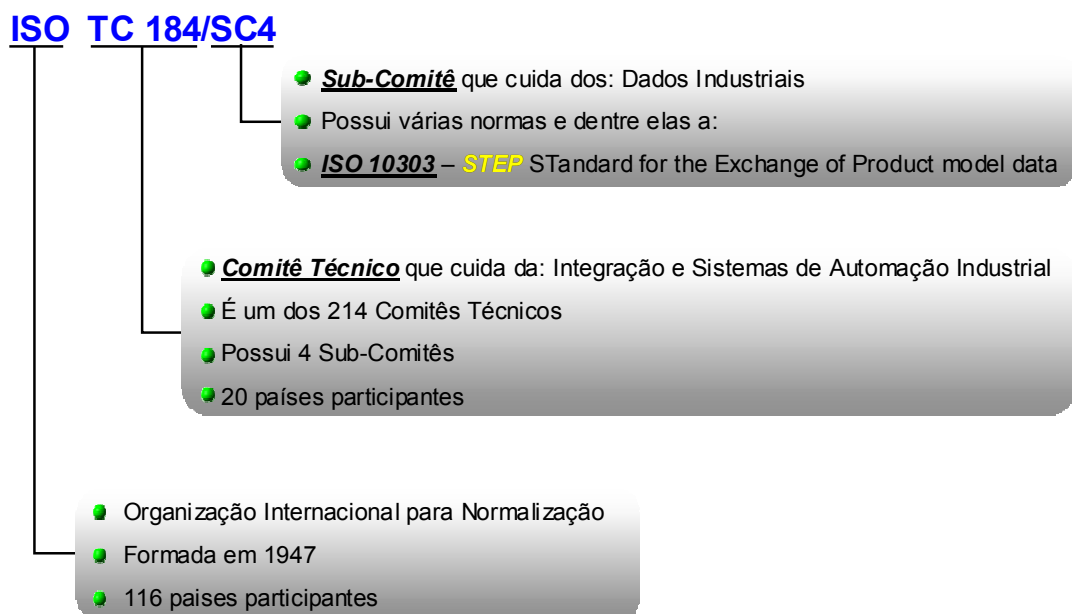 ISO TC 184/SC4
Sub-Comitê que cuida dos: Dados Industriais
Possui várias normas e dentre elas a:
ISO 10303 – STEP STandard for the Exchange of Product model data
Comitê Técnico que cuida da: Integração e Sistemas de Automação Industrial
É um dos 214 Comitês Técnicos
Possui 4 Sub-Comitês
20 países participantes
Organização Internacional para Normalização
Formada em 1947
116 paises participantes